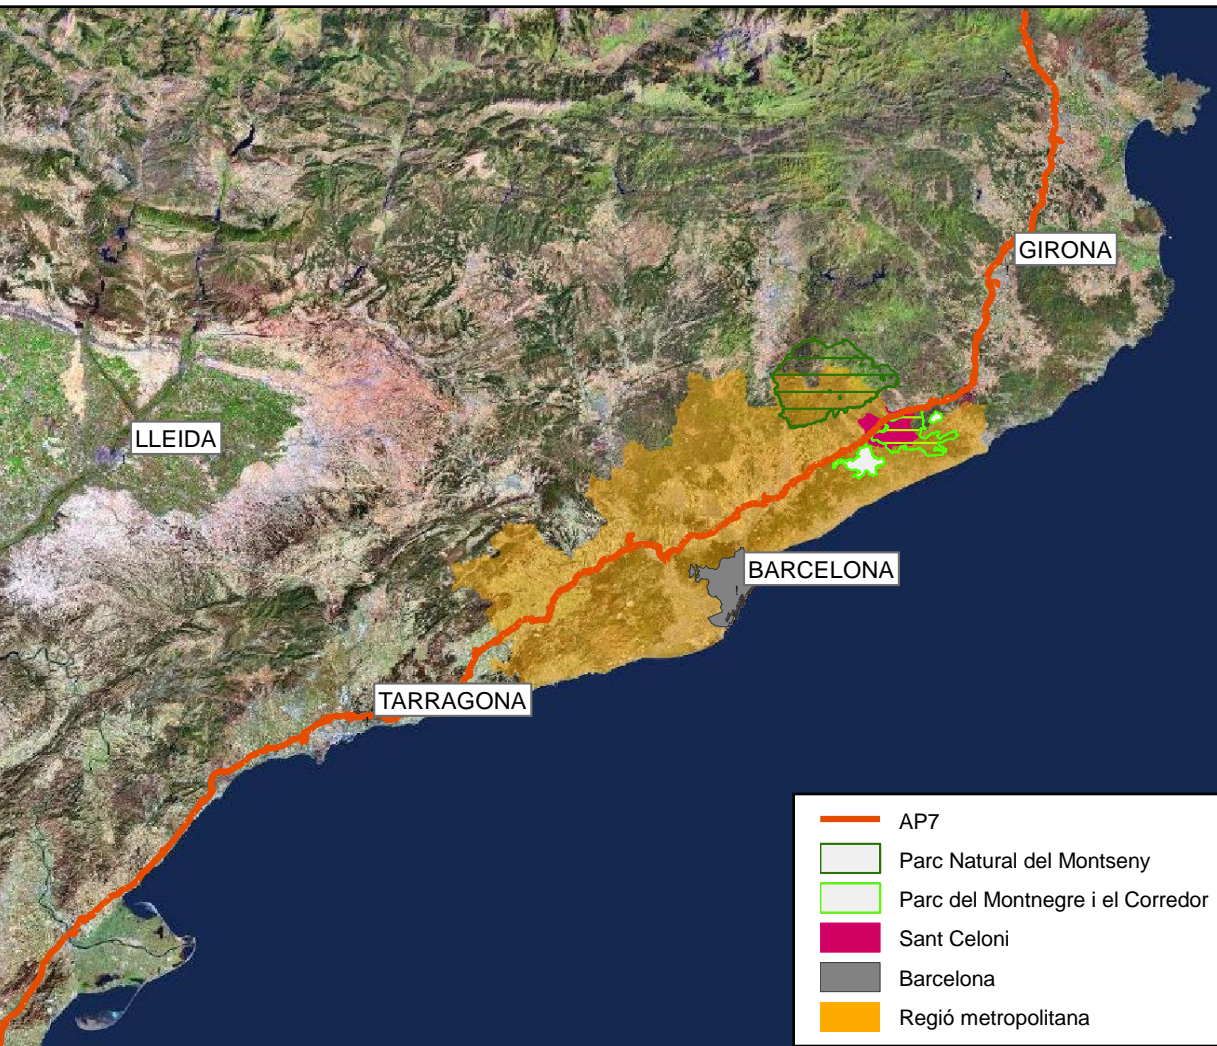 GIRONA
LLEIDA
BARCELONA
TARRAGONA
AP7
Parc Natural del Montseny
Parc del Montnegre i el Corredor
Sant Celoni
Barcelona
Regió metropolitana